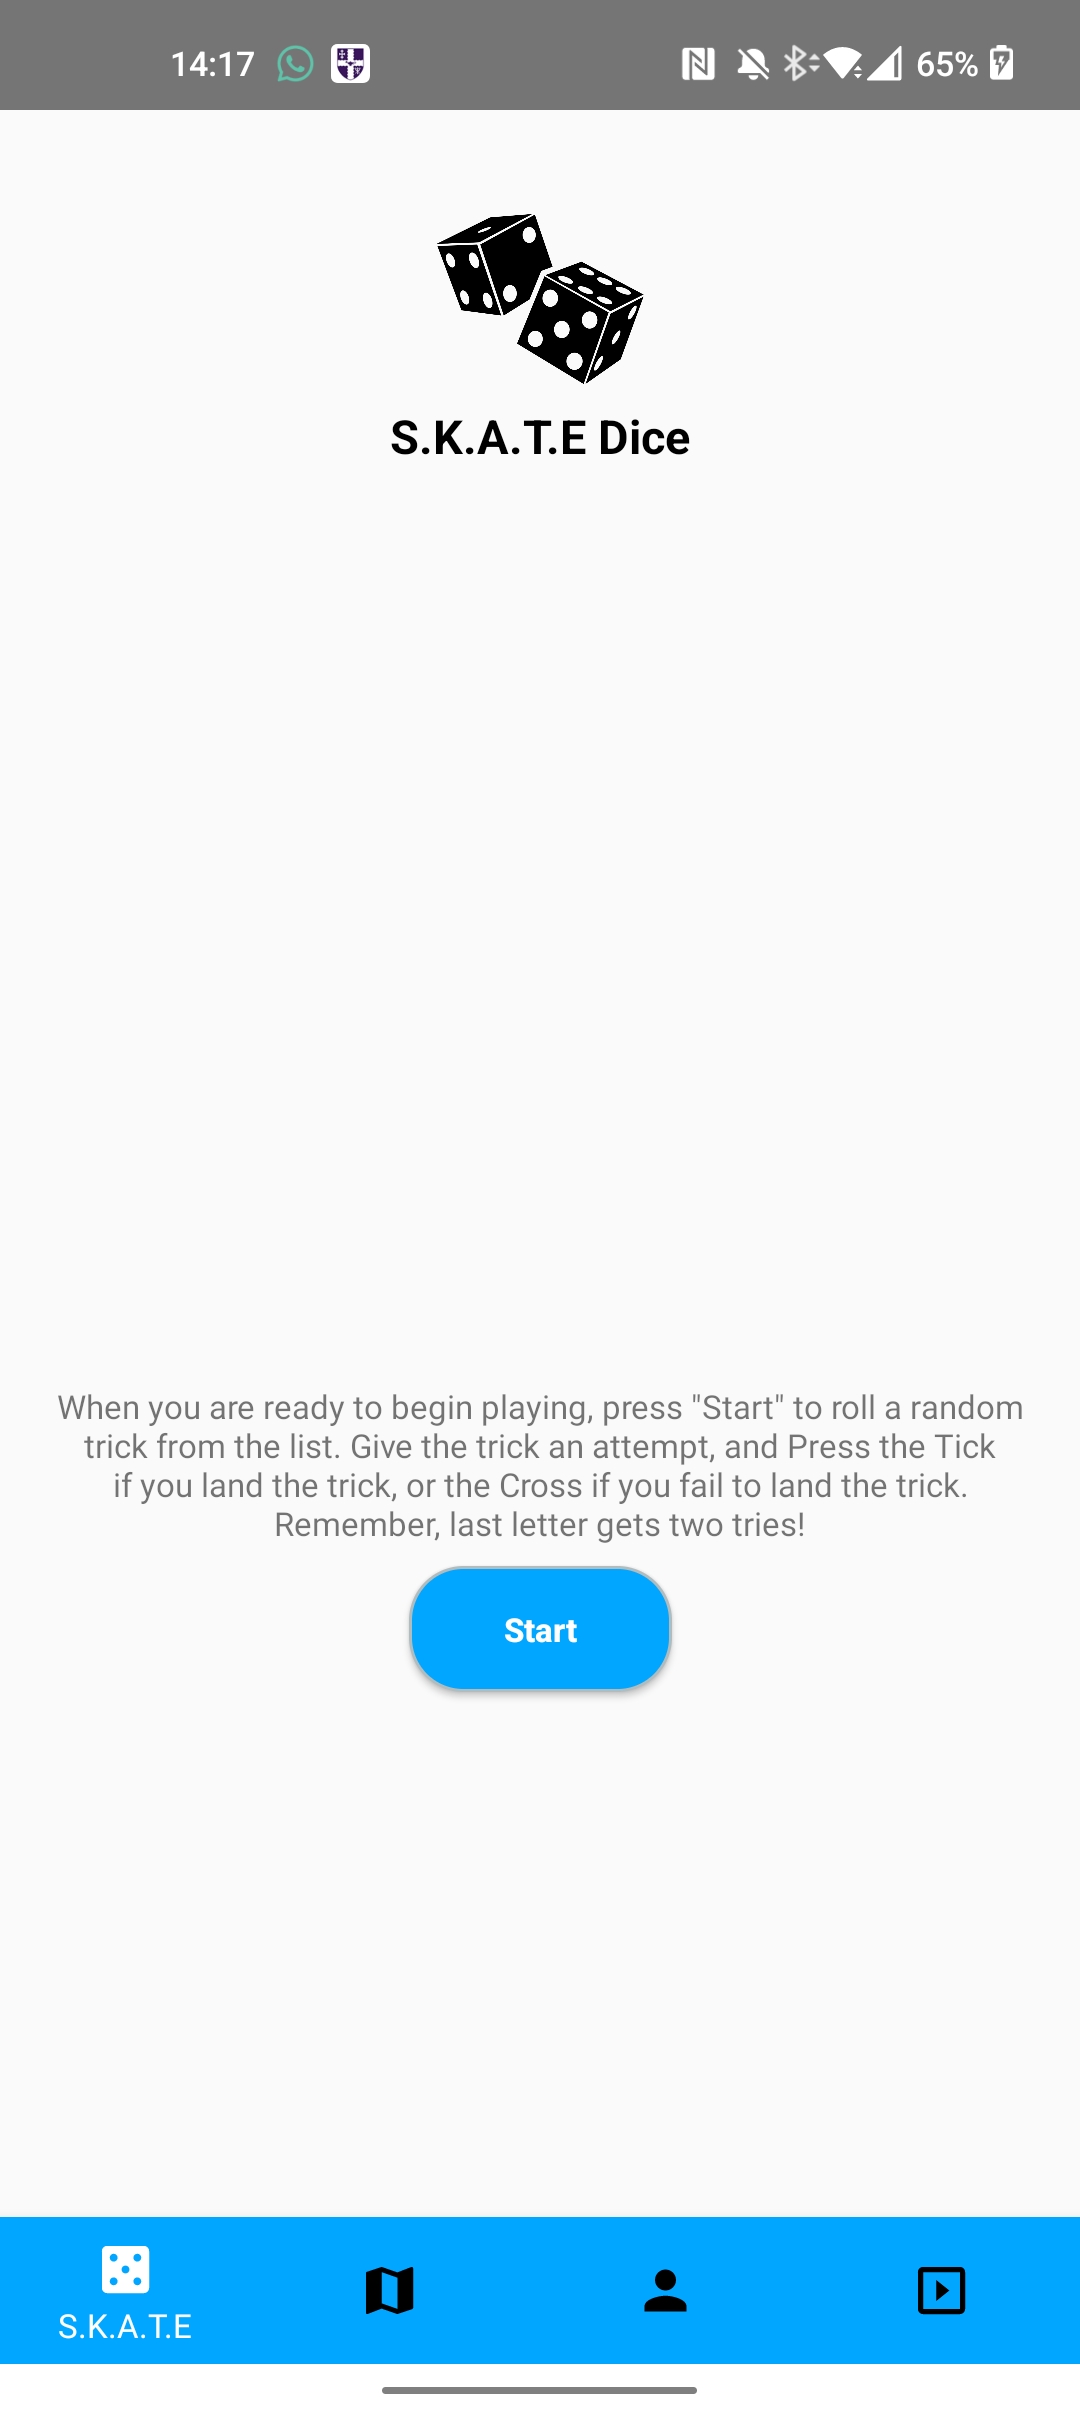 14:17 65%
S.K.A.T.E Dice
When you are ready to begin playing, press "Start" to roll a random
trick from the list. Give the trick an attempt, and Press the Tick
if you land the trick, or the Cross if you fail to land the trick.
Remember, last letter gets two tries!
Start
S.K.A.T.E